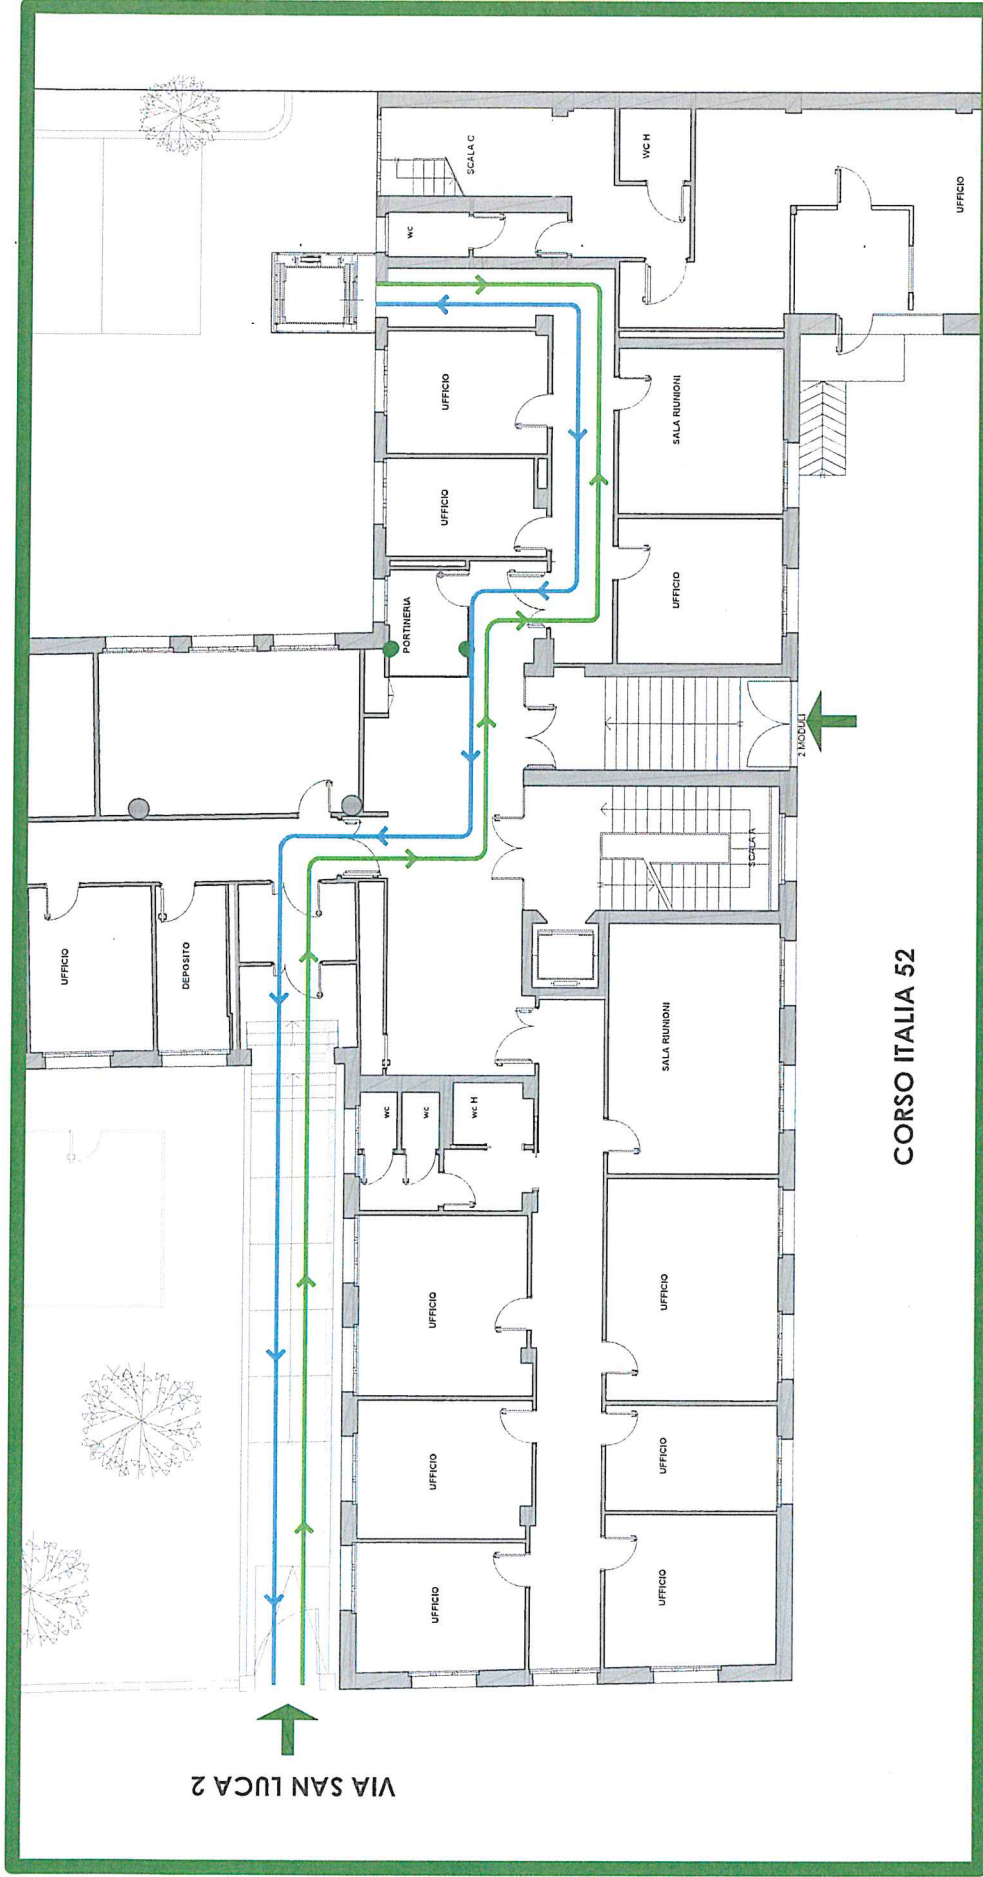 SCALA C
WC H
wc
UFFICIO
UFFICIO
SALA RIUNIONI
UFFICIO
UFFICIO
PORTINERIA
2 MODULI
SCALA A
UFFICIO
DEPOSITO
SALA RIUNIONI
CORSO ITALIA 52
wc
wc
wc H
UFFICIO
UFFICIO
UFFICIO
UFFICIO
UFFICIO
UFFICIO
VIA SAN LUCA 2